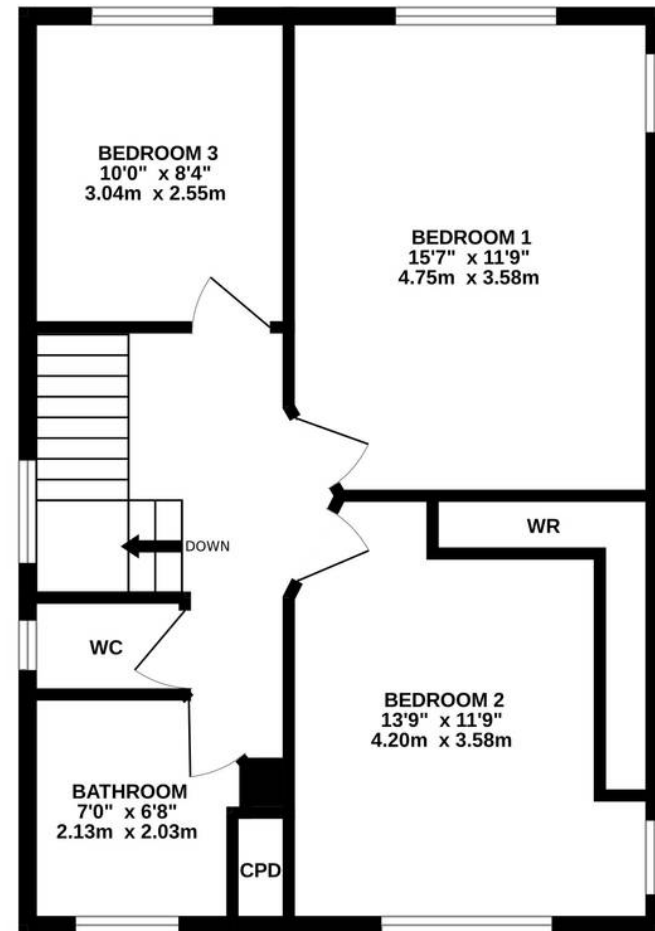 BEDROOM 3
10'0" x 8'4"
3.04m x 2.55m
BEDROOM 1
15'7" x 11'9"
4.75m x 3.58m
DOWN
WR
WC
BEDROOM 2
13'9" x 11'9"
4.20m x 3.58m
BATHROOM
7'0" x 6'8"
2.13m x 2.03m
CPD